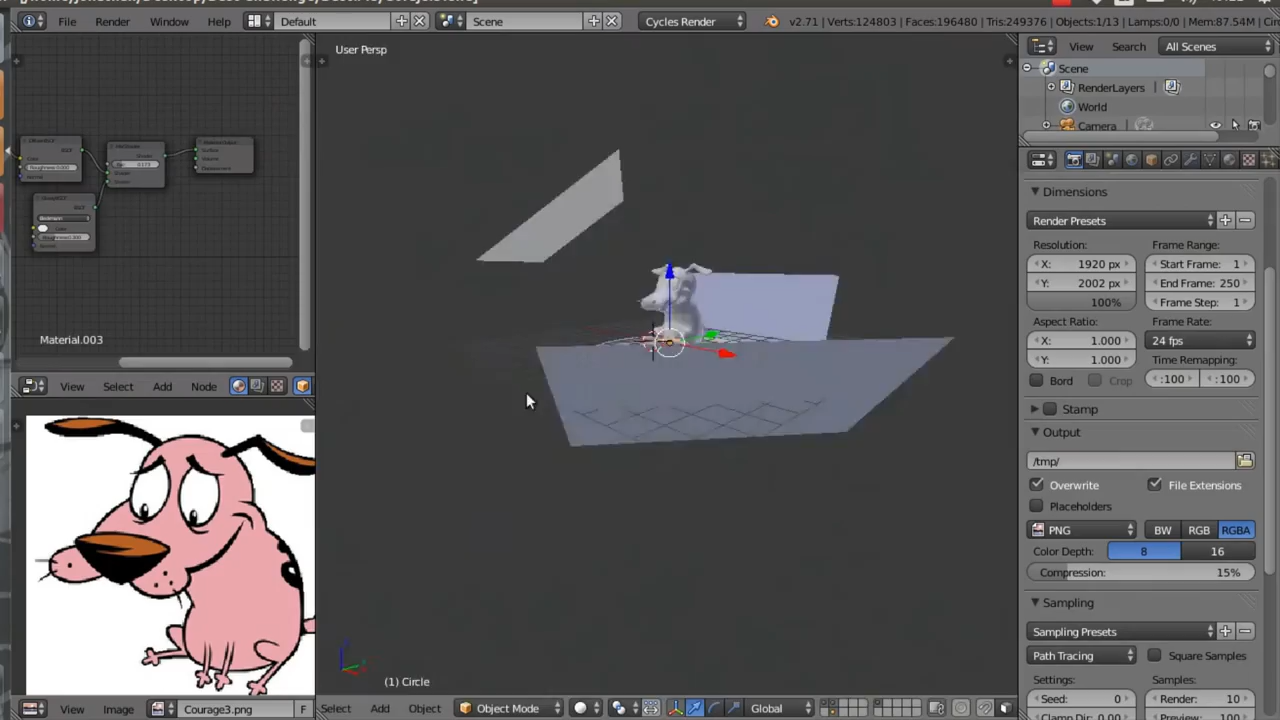 File Render Window Help Default Scene Cycles Render v2.71 | Verts:124803 | Faces:196480 | Tris:249376 | Objects:1/13 | Lamps:0/0 | Mem:87.54M |
User Persp
View Search All Scenes
Scene
RenderLayers
World
Camera
Dimensions
Render Presets
Resolution: Frame Range:
X: 1920 px Start Frame: 1
Y: 2002 px End Frame: 250
100% Frame Step: 1
Aspect Ratio: Frame Rate:
X: 1.000 24 fps
Y: 1.000 Time Remapping:
Bord Crop :100 :100
Stamp
Output
/tmp/
Overwrite File Extensions
Placeholders
PNG BW RGB RGBA
Color Depth: 8 16
Compression: 15%
Sampling
Sampling Presets
Path Tracing Square Samples
Settings: Samples:
Seed: 0 Render: 10
Material.003
View Select Add Node
(1) Circle
View Image Courage3.png F
Select Add Object Object Mode Global